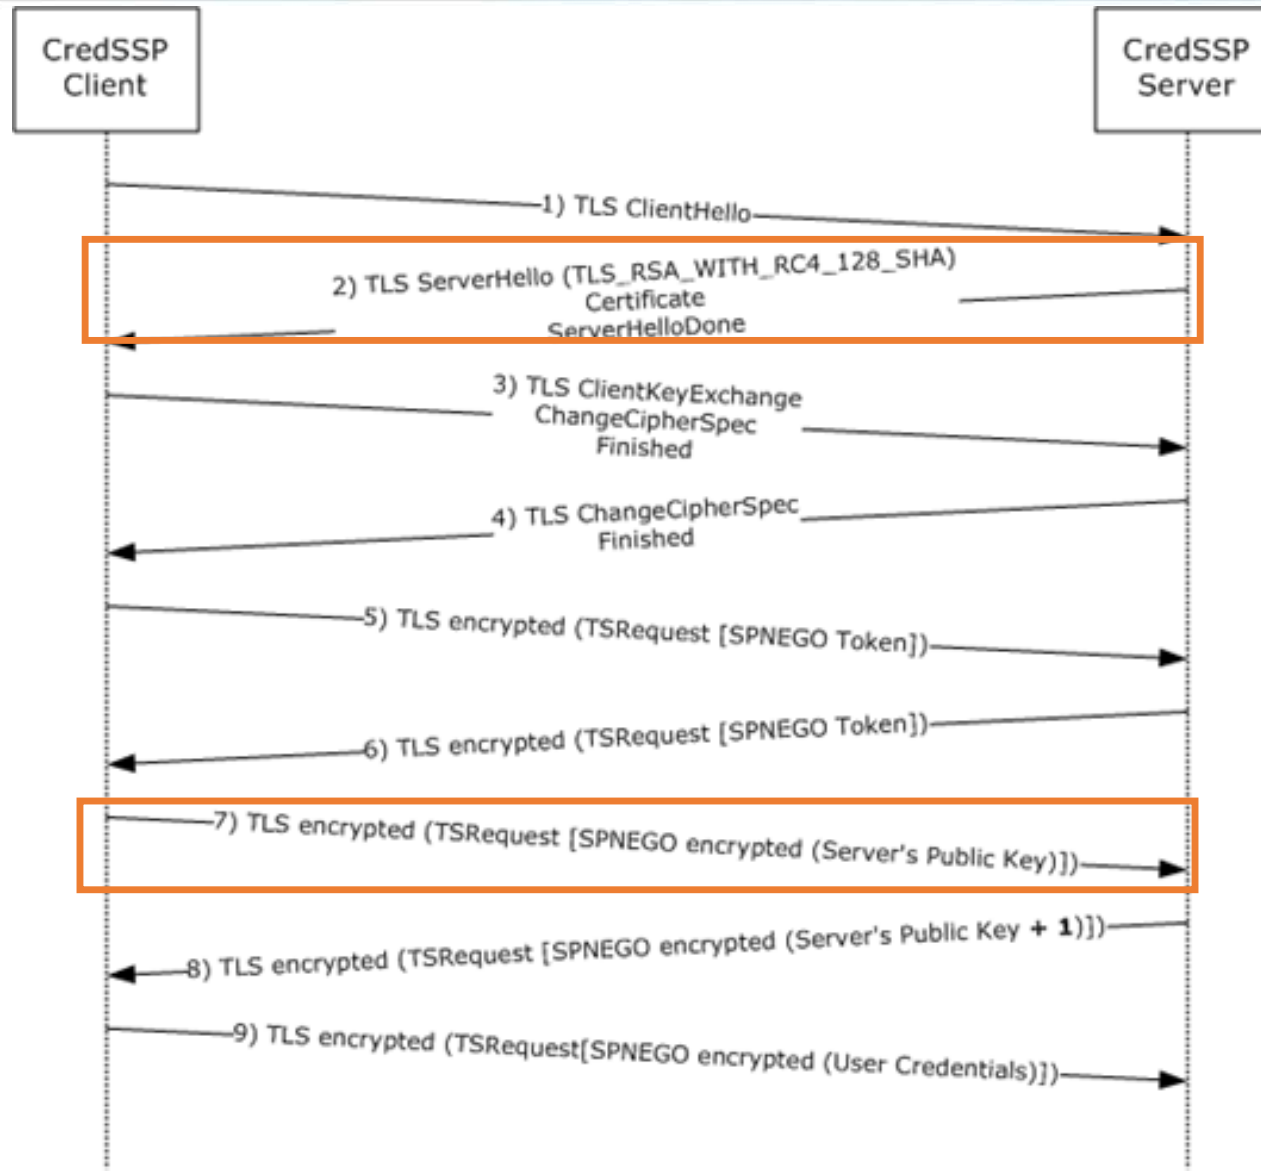 CredSSP
Client
CredSSP
Server
1) TLS ClientHello
2) TLS ServerHello (TLS_RSA_WITH_RC4_128_SHA)
Certificate
ServerHelloDone
3) TLS ClientKeyExchange
ChangeCipherSpec
Finished
4) TLS ChangeCipherSpec
Finished
5) TLS encrypted (TSRequest [SPNEGO Token])
6) TLS encrypted (TSRequest [SPNEGO Token])
7) TLS encrypted (TSRequest [SPNEGO encrypted (Server's Public Key)])
8) TLS encrypted (TSRequest [SPNEGO encrypted (Server's Public Key + 1)])
9) TLS encrypted (TSRequest[SPNEGO encrypted (User Credentials)])